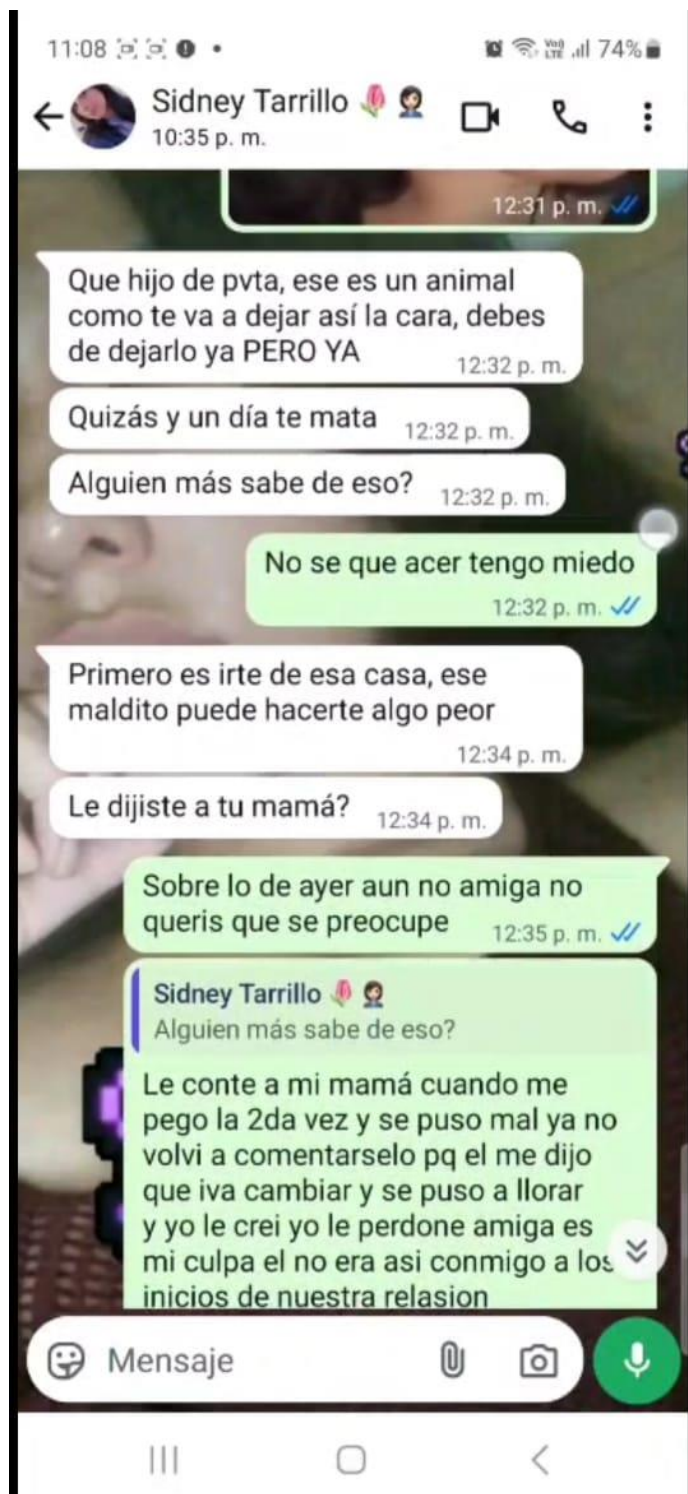 11:08
Voo) LTE 74%
Sidney Tarrillo
10:35 p. m.
12:31 p. m.
Que hijo de pvta, ese es un animal
como te va a dejar así la cara, debes
de dejarlo ya PERO YA
12:32 p. m.
Quizás y un día te mata
12:32 p. m.
Alguien más sabe de eso?
12:32 p. m.
No se que acer tengo miedo
12:32 p. m.
Primero es irte de esa casa, ese
maldito puede hacerte algo peor
12:34 p. m.
Le dijiste a tu mamá?
12:34 p. m.
Sobre lo de ayer aun no amiga no
queris que se preocupe
12:35 p. m.
Sidney Tarrillo
Alguien más sabe de eso?
Le conte a mi mamá cuando me
pego la 2da vez y se puso mal ya no
volvi a comentarselo pq el me dijo
que iva cambiar y se puso a llorar
y yo le crei yo le perdone amiga es
mi culpa el no era asi conmigo a los
inicios de nuestra relasion
Mensaje